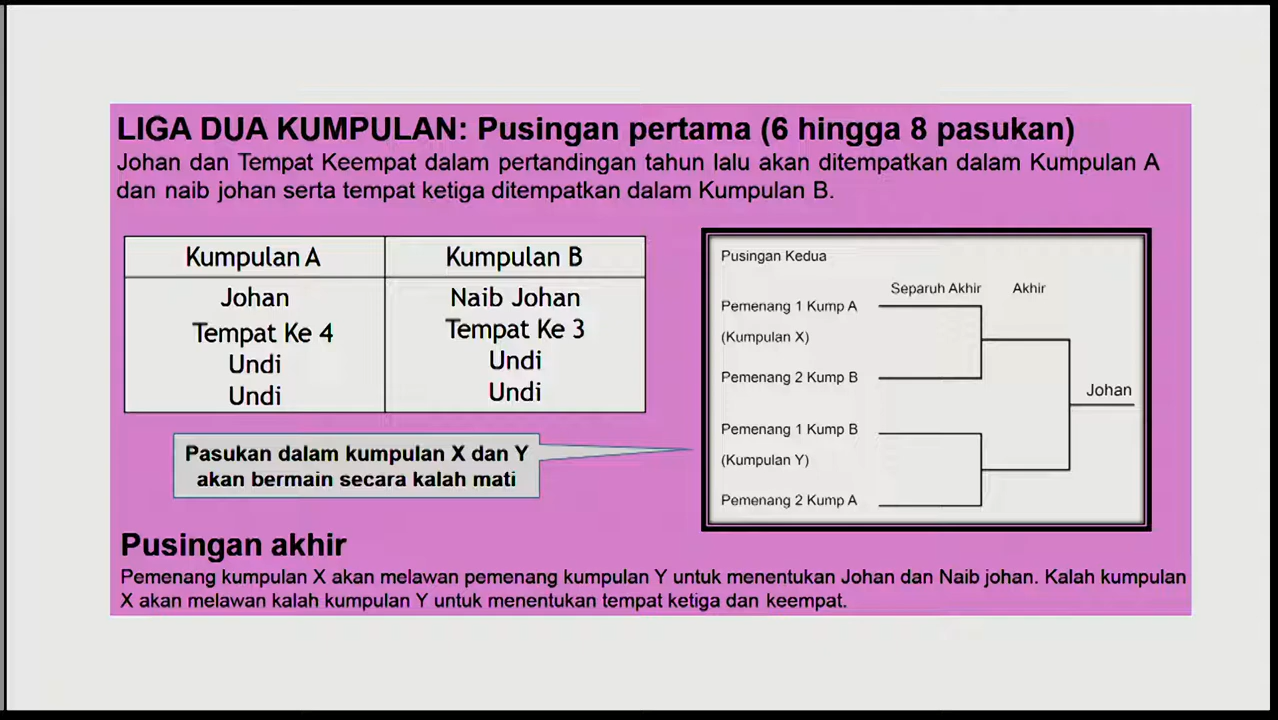 LIGA DUA KUMPULAN: Pusingan pertama (6 hingga 8 pasukan)
Johan dan Tempat Keempat dalam pertandingan tahun lalu akan ditempatkan dalam Kumpulan A
dan naib johan serta tempat ketiga ditempatkan dalam Kumpulan B.
Kumpulan A
Kumpulan B
Johan
Naib Johan
Tempat Ke 4
Tempat Ke 3
Undi
Undi
Undi
Undi
Pusingan Kedua
Separuh Akhir
Akhir
Pemenang 1 Kump A
(Kumpulan X)
Pemenang 2 Kump B
Johan
Pemenang 1 Kump B
(Kumpulan Y)
Pemenang 2 Kump A
Pasukan dalam kumpulan X dan Y
akan bermain secara kalah mati
Pusingan akhir
Pemenang kumpulan X akan melawan pemenang kumpulan Y untuk menentukan Johan dan Naib johan. Kalah kumpulan
X akan melawan kalah kumpulan Y untuk menentukan tempat ketiga dan keempat.